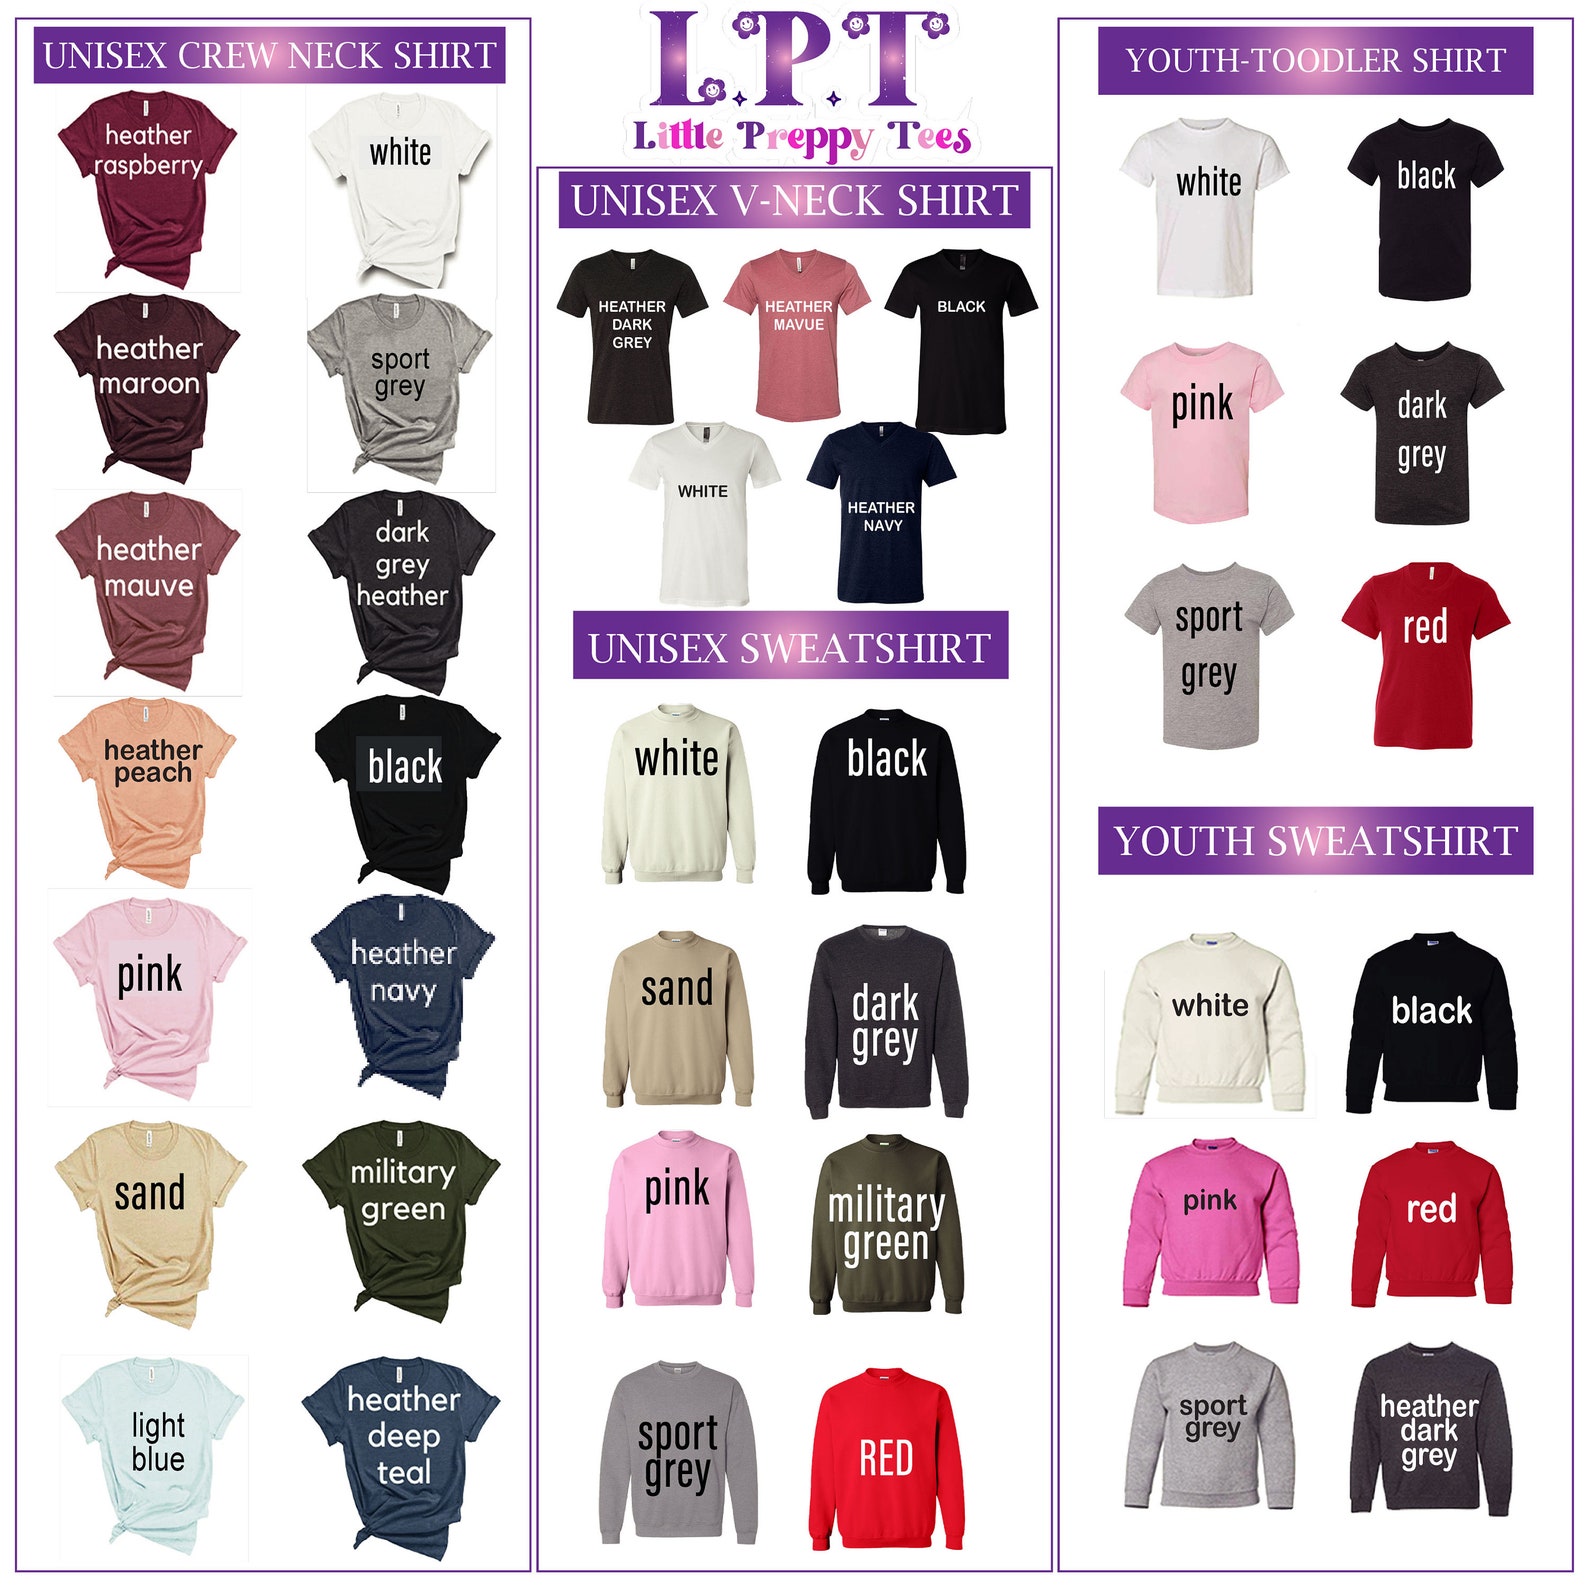 UNISEX CREW NECK SHIRT
heather
raspberry
white
heather
maroon
sport
grey
heather
mauve
dark
grey
heather
heather
peach
black
pink
heather
navy
sand
military
green
light
blue
heather
deep
teal
L.P.T
Little Preppy Tees
UNISEX V-NECK SHIRT
HEATHER
DARK
GREY
HEATHER
MAVUE
BLACK
WHITE
HEATHER
NAVY
UNISEX SWEATSHIRT
white
black
sand
dark
grey
pink
military
green
sport
grey
RED
YOUTH-TOODLER SHIRT
white
black
pink
dark
grey
sport
grey
red
YOUTH SWEATSHIRT
white
black
pink
red
sport
grey
heather
dark
grey